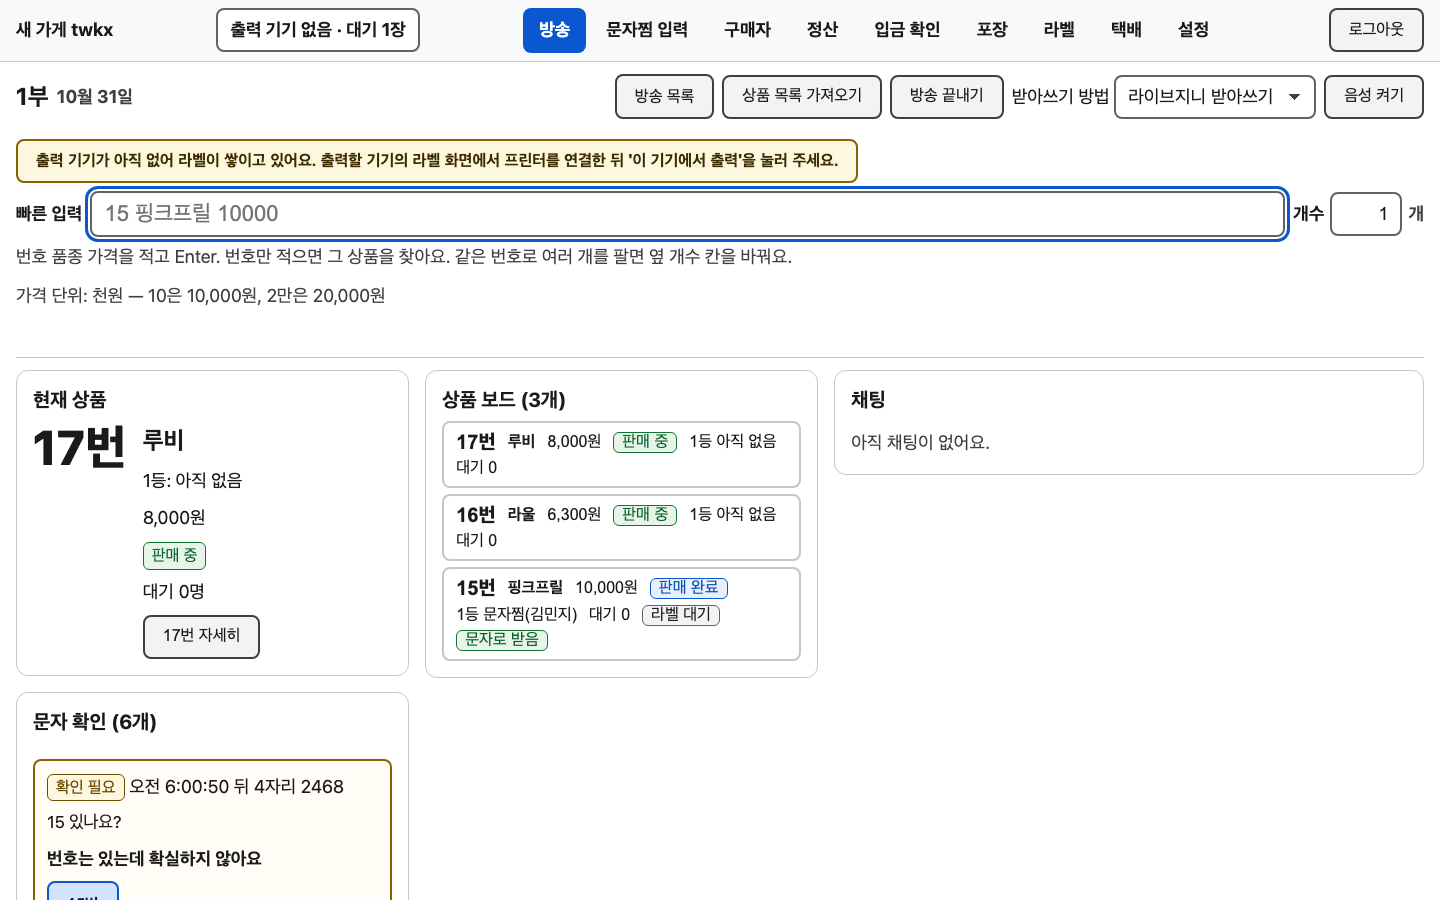 새 가게 twkx
출력 기기 없음 · 대기 1장
방송 문자찜 입력 구매자 정산 입금 확인 포장 라벨 택배 설정
로그아웃
1부 10월 31일
방송 목록 상품 목록 가져오기 방송 끝내기 받아쓰기 방법 라이브지니 받아쓰기 음성 켜기
출력 기기가 아직 없어 라벨이 쌓이고 있어요. 출력할 기기의 라벨 화면에서 프린터를 연결한 뒤 '이 기기에서 출력'을 눌러 주세요.
빠른 입력 15 핑크프릴 10000 개수 1 개
번호 품종 가격을 적고 Enter. 번호만 적으면 그 상품을 찾아요. 같은 번호로 여러 개를 팔면 옆 개수 칸을 바꿔요.
가격 단위: 천원 — 10은 10,000원, 2만은 20,000원
현재 상품
17번 루비
1등: 아직 없음
8,000원
판매 중
대기 0명
17번 자세히
상품 보드 (3개)
17번 루비 8,000원 판매 중 1등 아직 없음
대기 0
16번 라울 6,300원 판매 중 1등 아직 없음
대기 0
15번 핑크프릴 10,000원 판매 완료
1등 문자찜(김민지) 대기 0 라벨 대기
문자로 받음
채팅
아직 채팅이 없어요.
문자 확인 (6개)
확인 필요 오전 6:00:50 뒤 4자리 2468
15 있나요?
번호는 있는데 확실하지 않아요